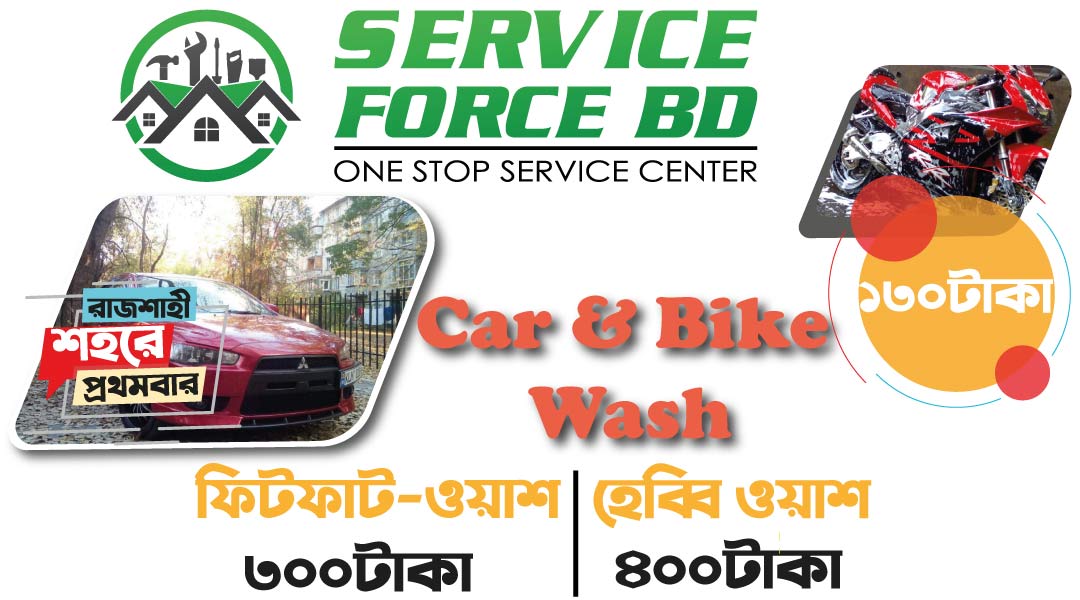 SERVICE
FORCE BD
ONE STOP SERVICE CENTER
রাজশাহী
শহরে
প্রথমবার
১৩০টাকা
Car & Bike
Wash
ফিটফাট-ওয়াশ
হেব্বি ওয়াশ
৩০০টাকা
৪০০টাকা